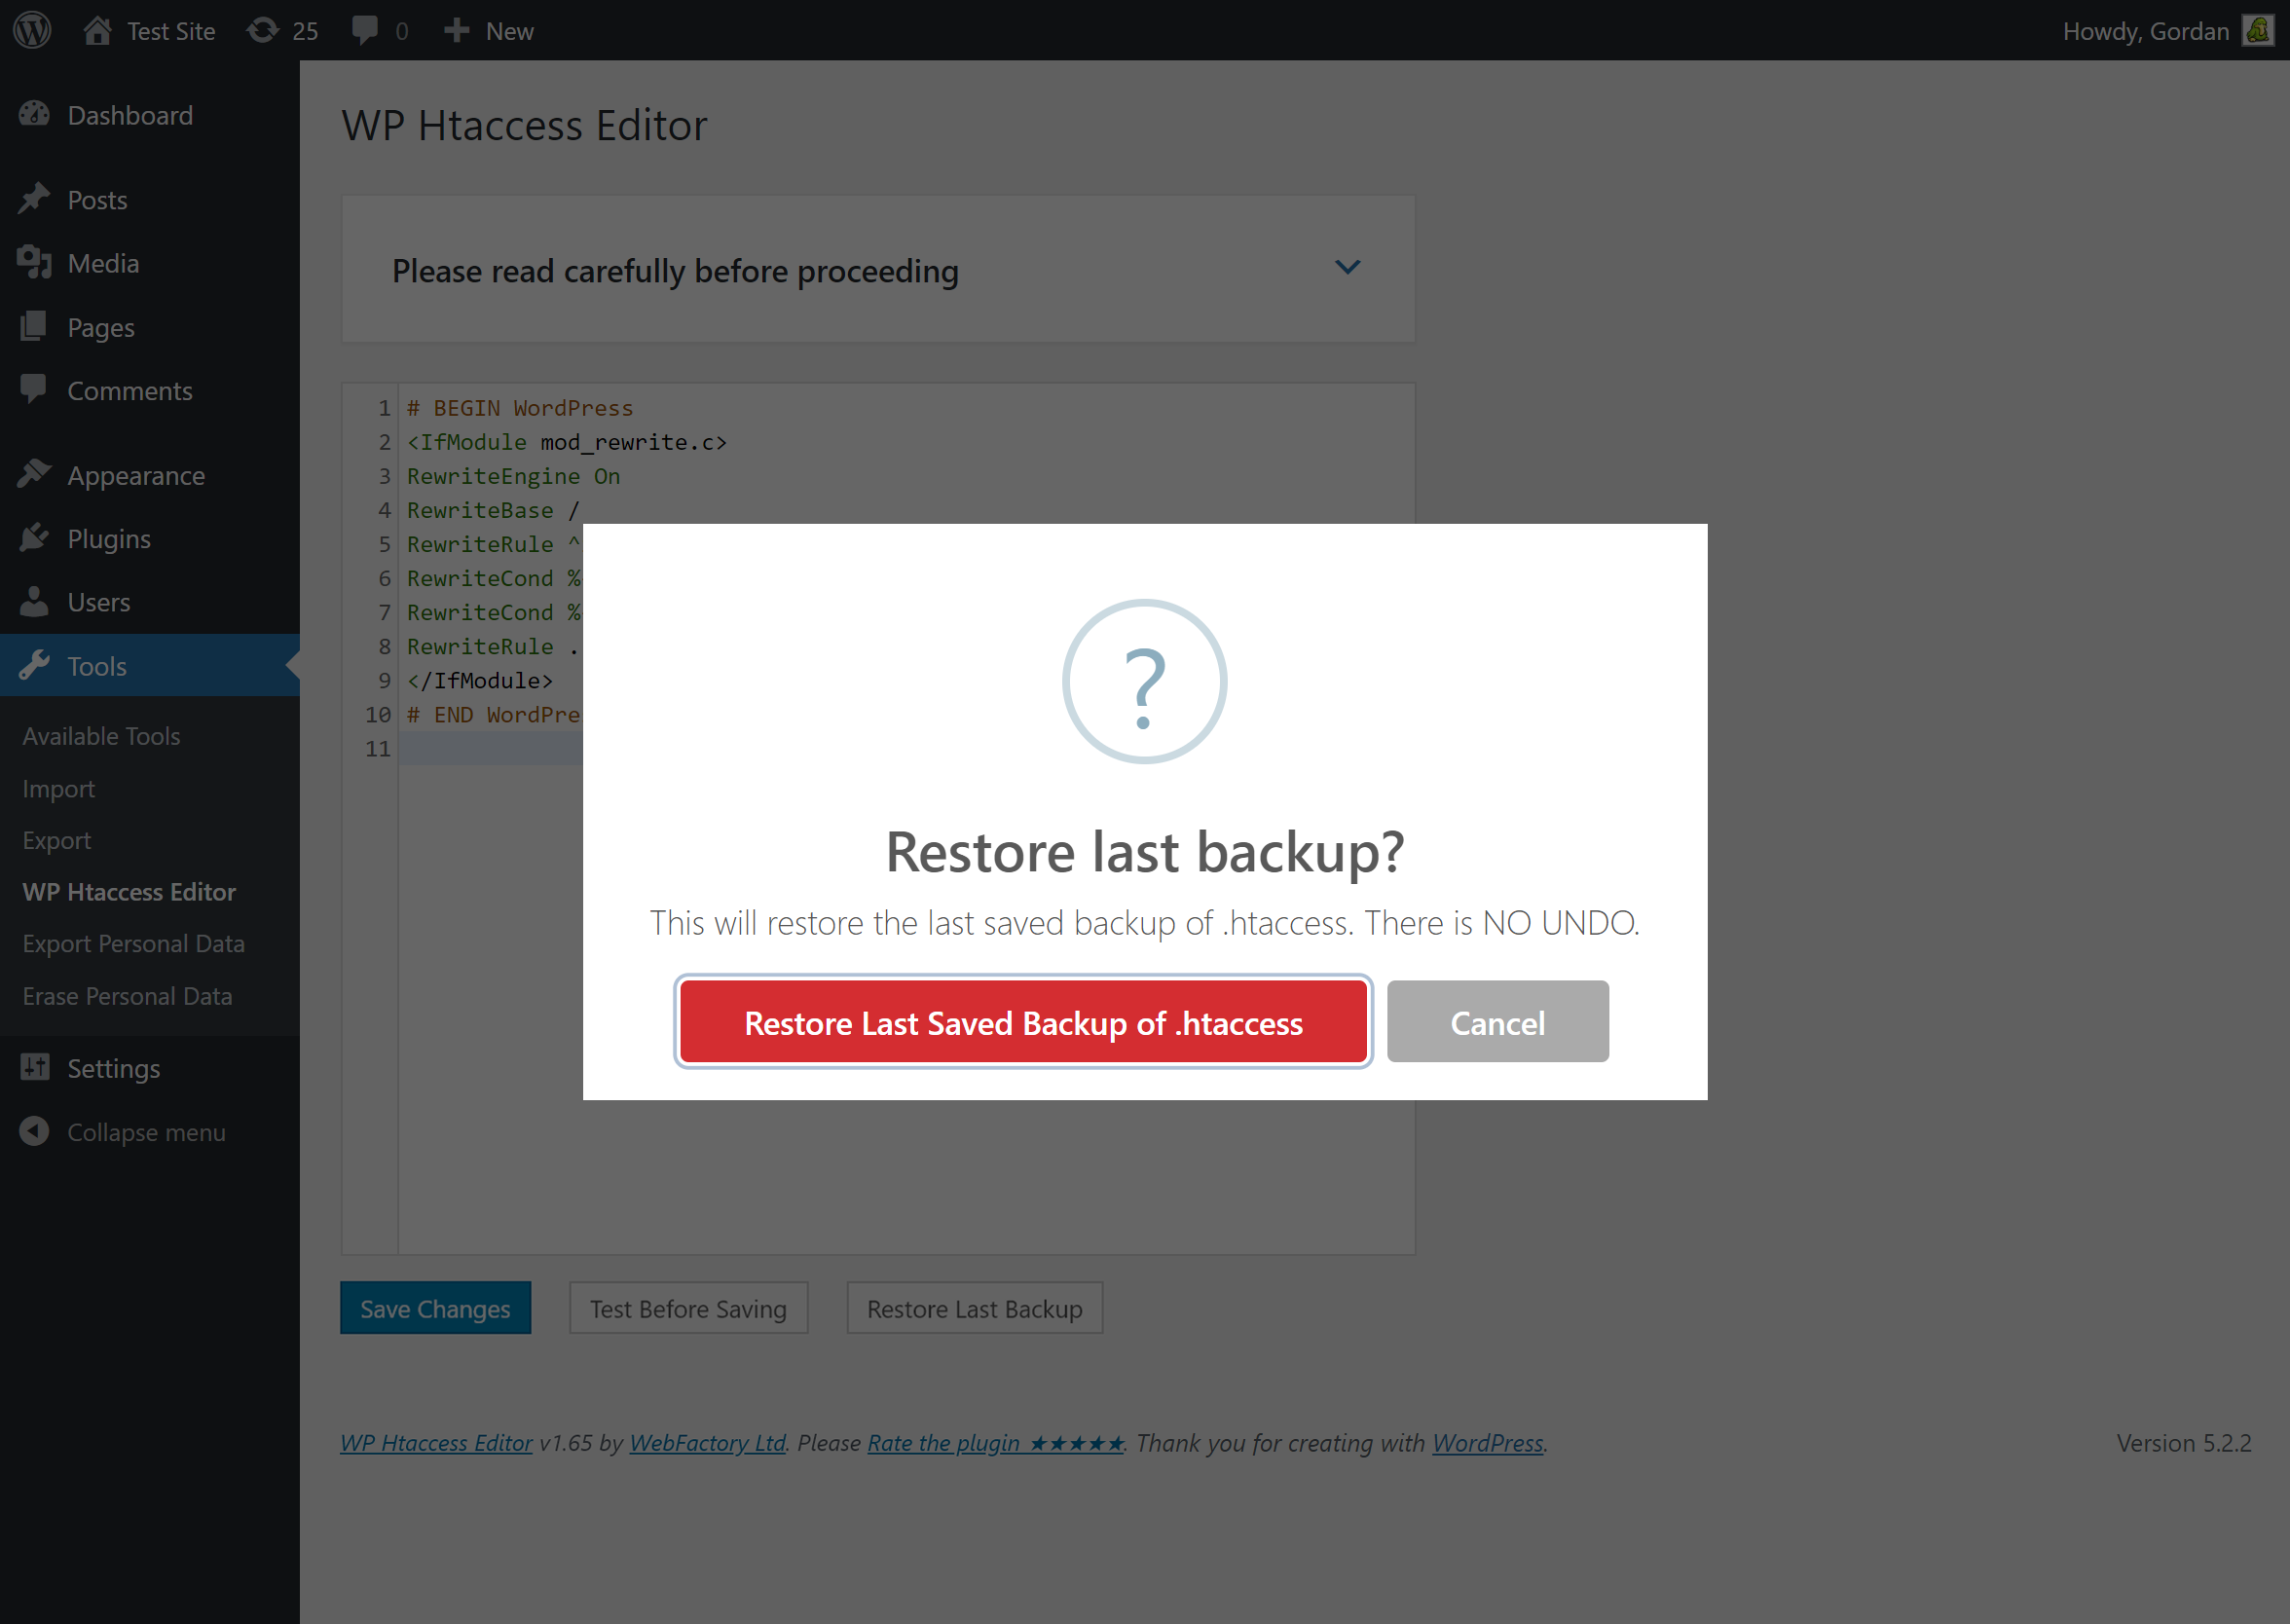 Test Site 25 0 New Howdy, Gordan
Dashboard
Posts
Media
Pages
Comments
Appearance
Plugins
Users
Tools
Available Tools
Import
Export
WP Htaccess Editor
Export Personal Data
Erase Personal Data
Settings
Collapse menu
WP Htaccess Editor
Please read carefully before proceeding
1 # BEGIN WordPress
2 <IfModule mod_rewrite.c>
3 RewriteEngine On
4 RewriteBase /
5 RewriteRule ^
6 RewriteCond %
7 RewriteCond %
8 RewriteRule .
9 </IfModule>
10 # END WordPre
11
?
Restore last backup?
This will restore the last saved backup of .htaccess. There is NO UNDO.
Restore Last Saved Backup of .htaccess Cancel
Save Changes Test Before Saving Restore Last Backup
WP Htaccess Editor v1.65 by WebFactory Ltd. Please Rate the plugin ★★★★★. Thank you for creating with WordPress. Version 5.2.2